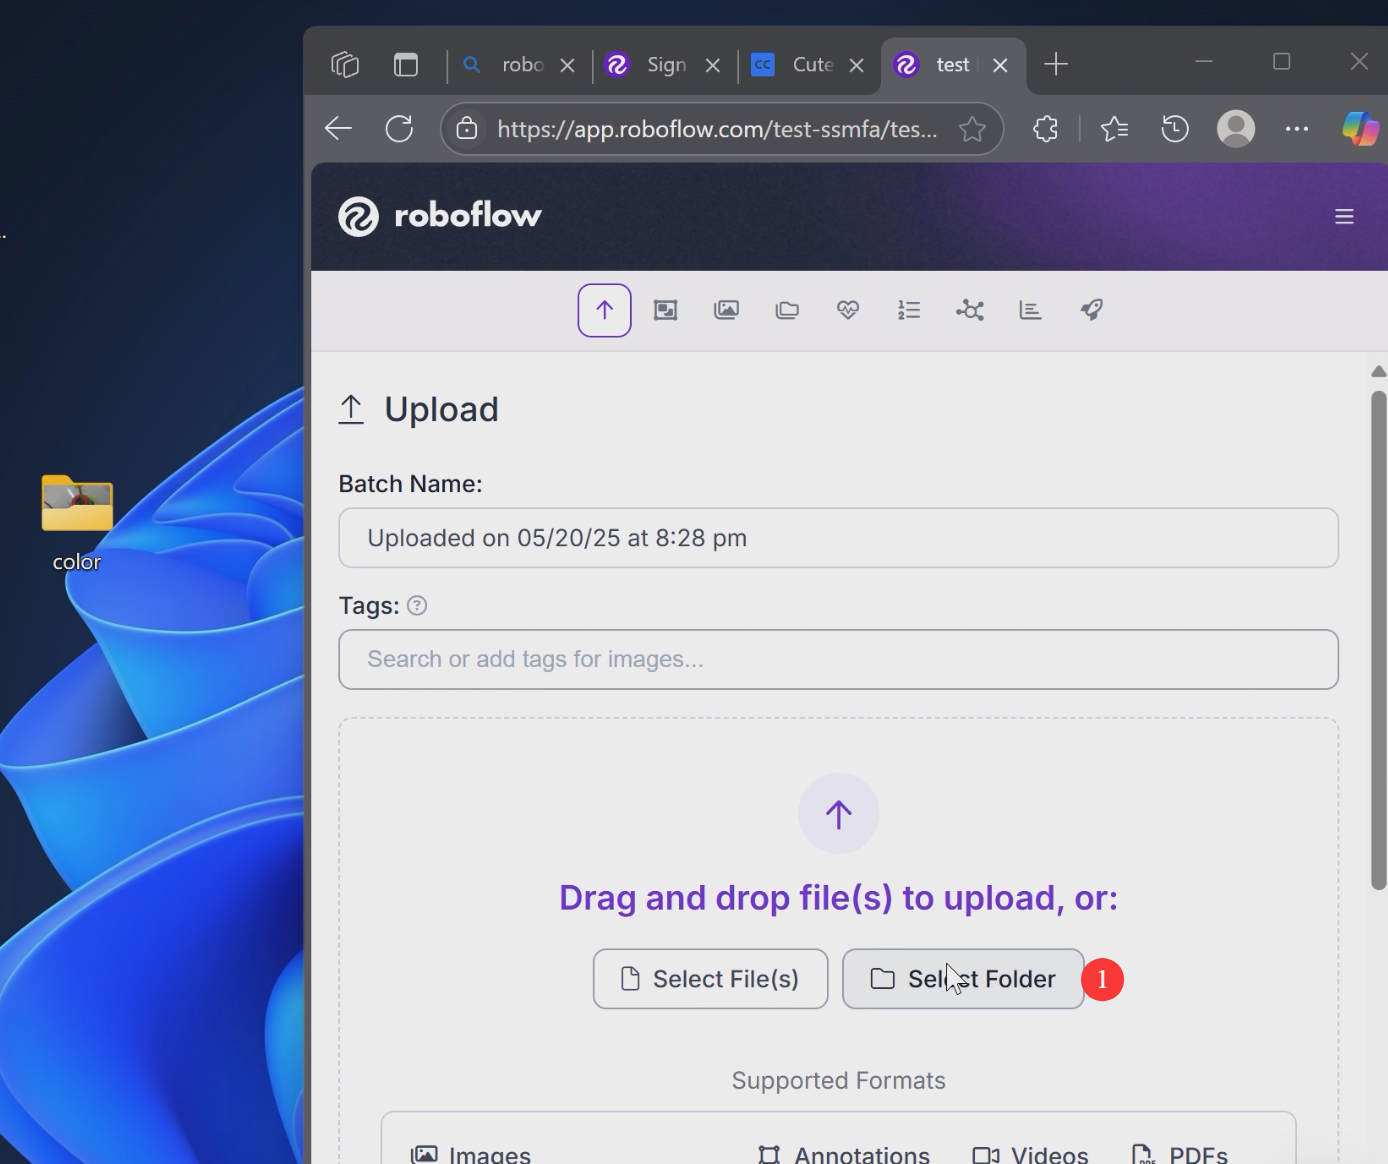 robo
Sign
CC
Cute
test
https://app.roboflow.com/test-ssmfa/tes...
roboflow
Upload
Batch Name:
Uploaded on 05/20/25 at 8:28 pm
color
Tags: ?
Search or add tags for images...
Drag and drop file(s) to upload, or:
Select File(s)
Select Folder
1
Supported Formats
Images
Annotations
Videos
PDFs